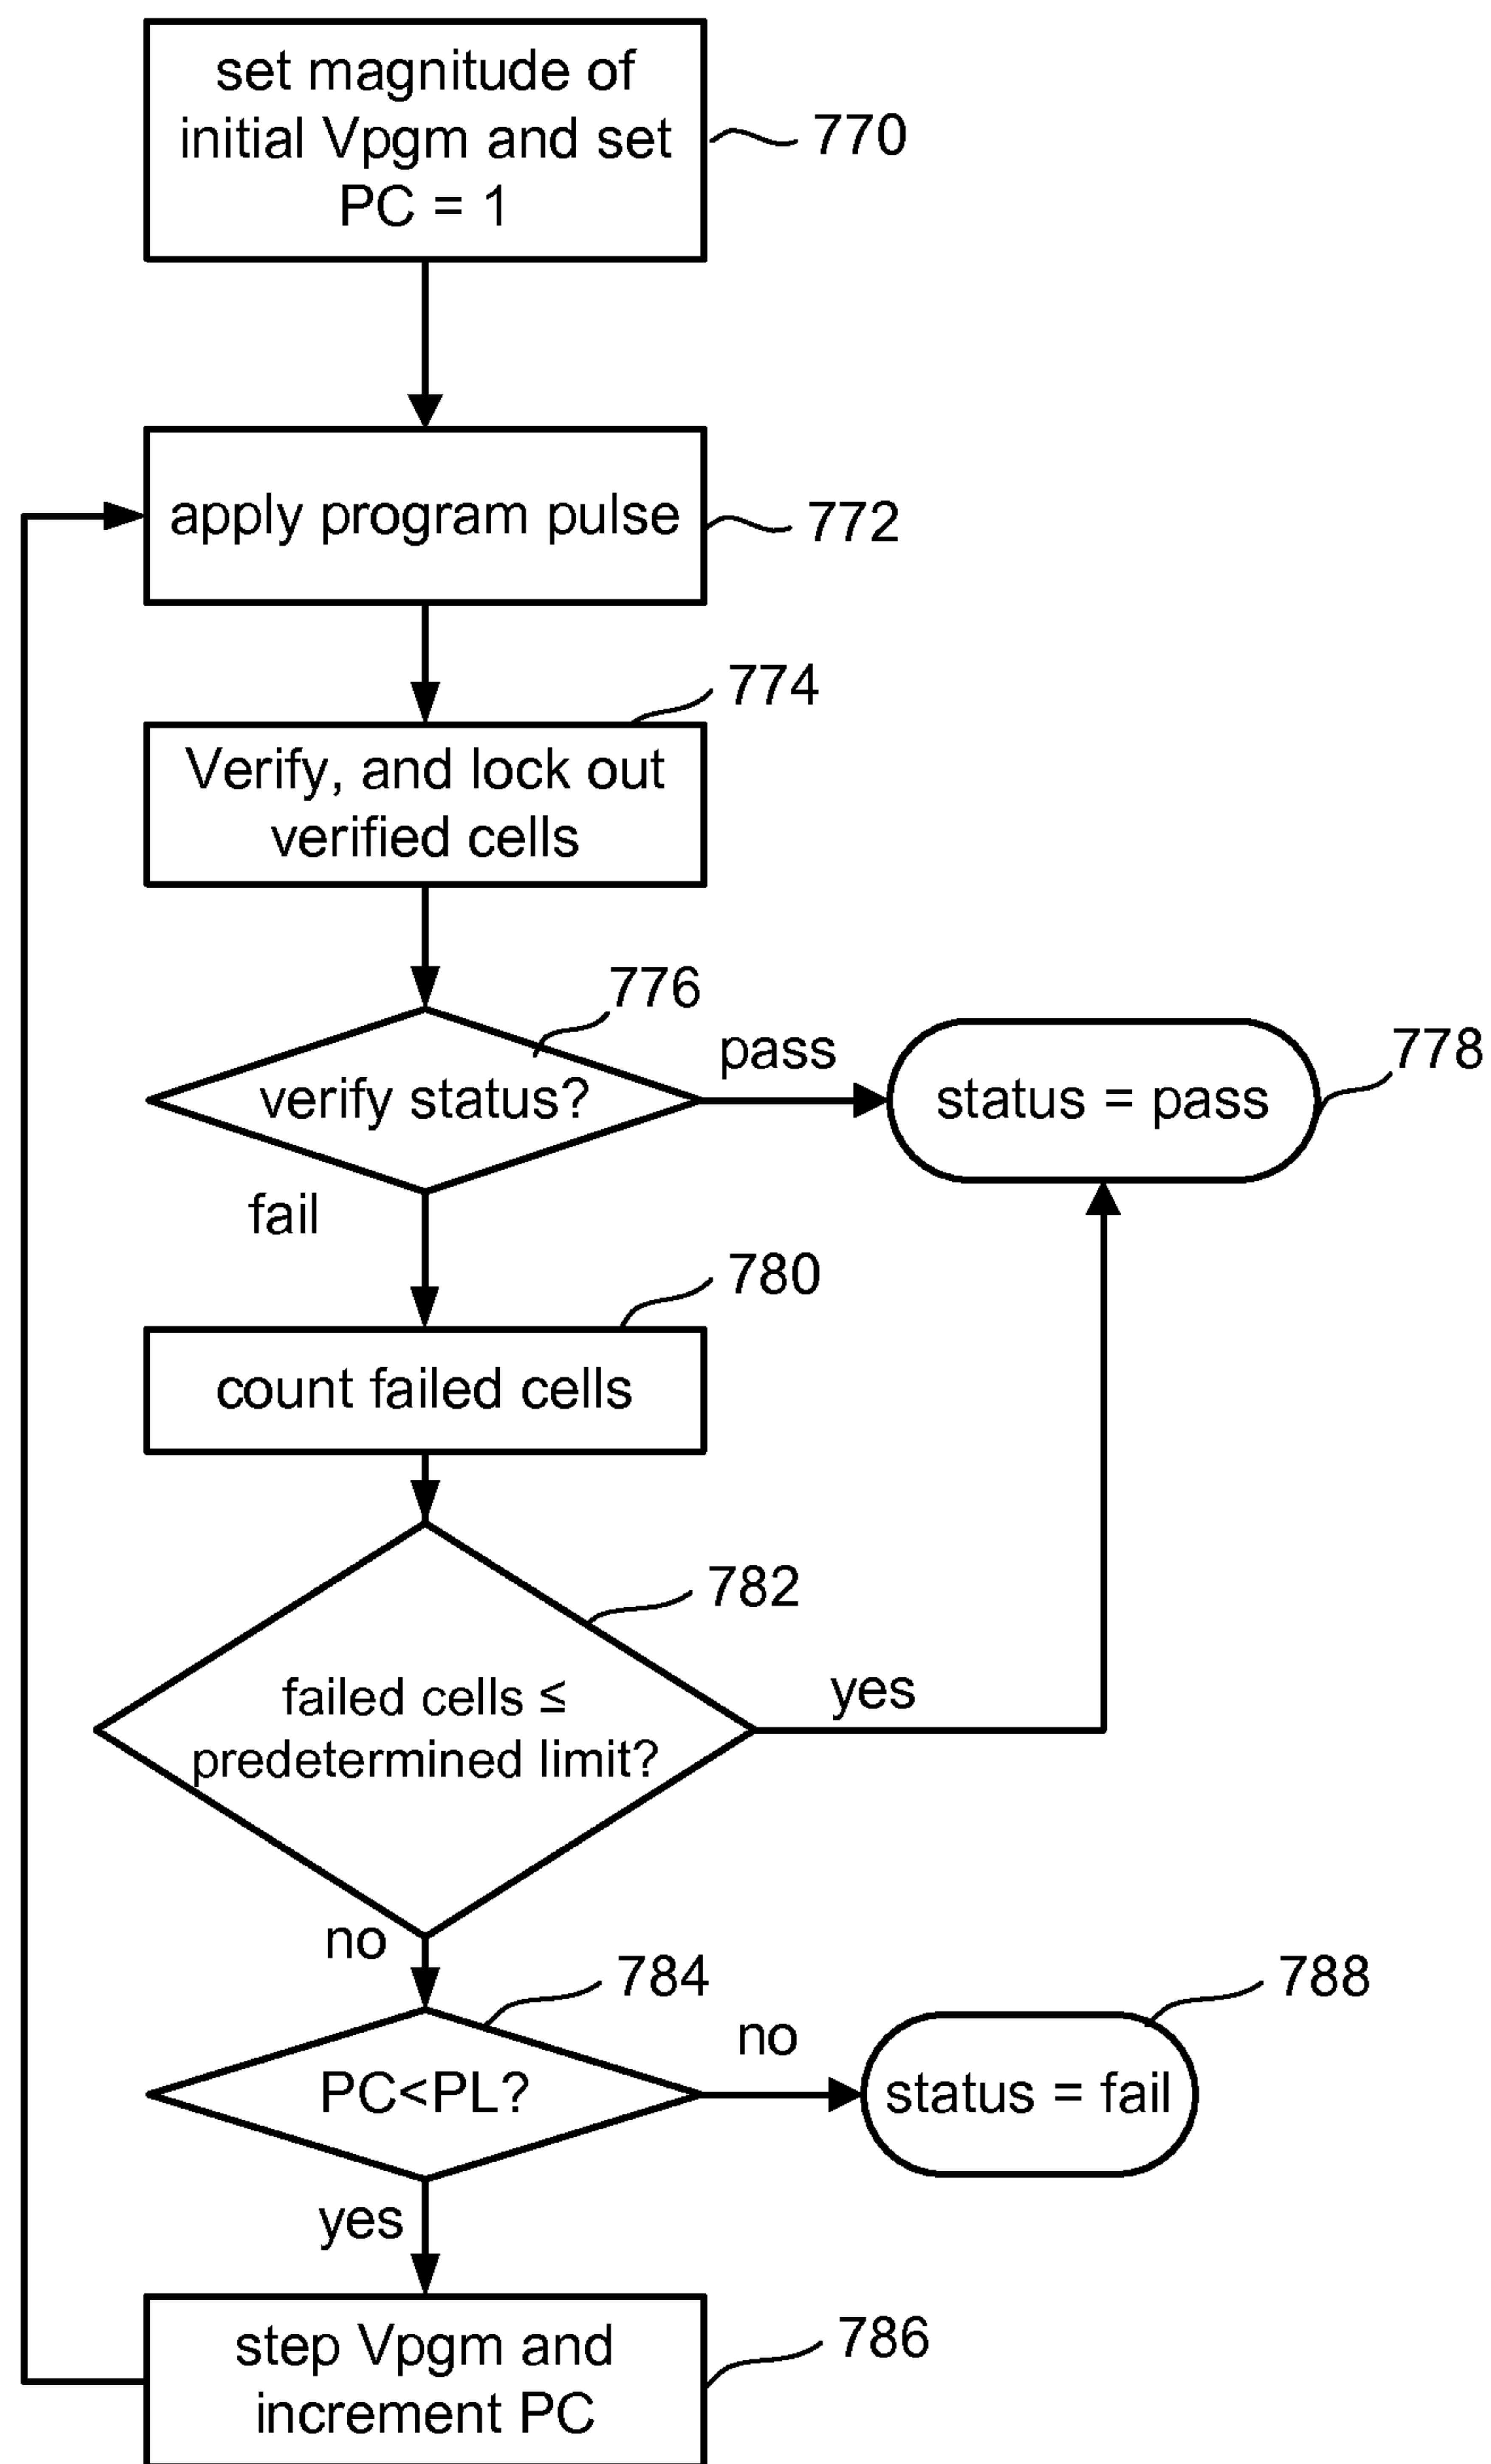 set magnitude of
initial Vpgm and set
PC = 1
770
apply program pulse
772
774
Verify, and lock out
verified cells
776
verify status?
pass
status = pass
778
fail
780
count failed cells
782
failed cells ≤
predetermined limit?
yes
no
784
PC<PL?
no
788
status = fail
yes
step Vpgm and
increment PC
786